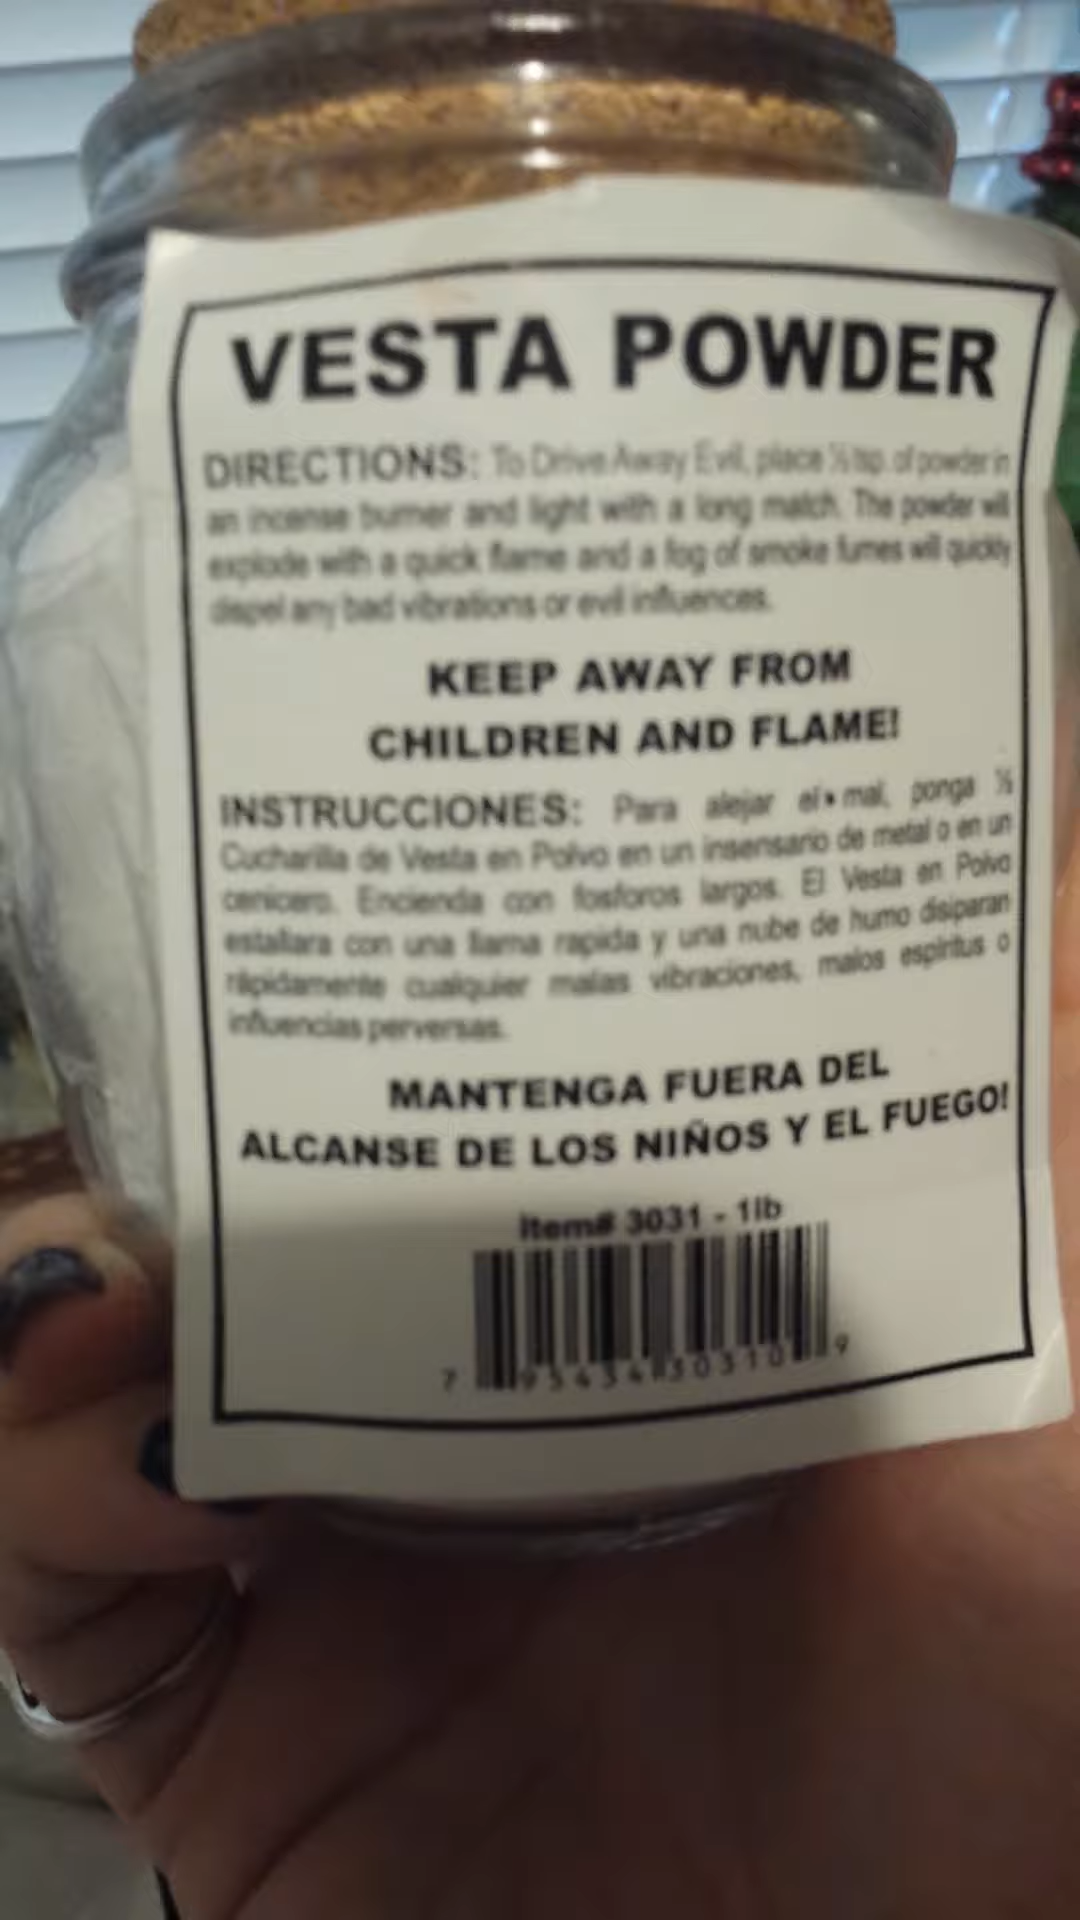 VESTA POWDER
DIRECTIONS: To Drive Away Evil, place ½ tsp. of powder in
an incense burner and light with a long match. The powder will
explode with a quick flame and a fog of smoke fumes will quickly
dispel any bad vibrations or evil influences.
KEEP AWAY FROM
CHILDREN AND FLAME!
INSTRUCCIONES: Para alejar el mal, ponga ½
Cucharilla de Vesta en Polvo en un insensario de metal o en un
cenicero. Encienda con fosforos largos. El Vesta en Polvo
estallara con una llama rapida y una nube de humo disiparan
rápidamente cualquier malas vibraciones, malos espiritus o
influencias perversas.
MANTENGA FUERA DEL
ALCANSE DE LOS NIÑOS Y EL FUEGO!
Item# 3031 - 1lb
7 95434 30310 9